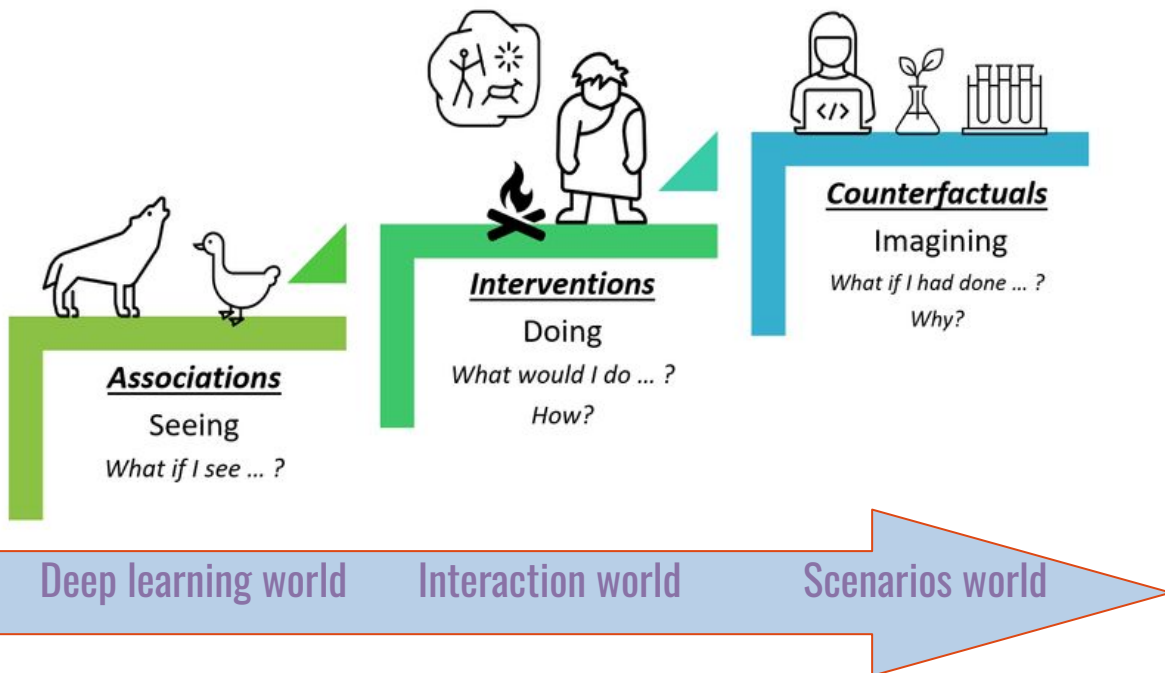 Associations
Seeing
What if I see ... ?
Interventions
Doing
What would I do ... ?
How?
</>
Counterfactuals
Imagining
What if I had done ... ?
Why?
Deep learning world
Interaction world
Scenarios world